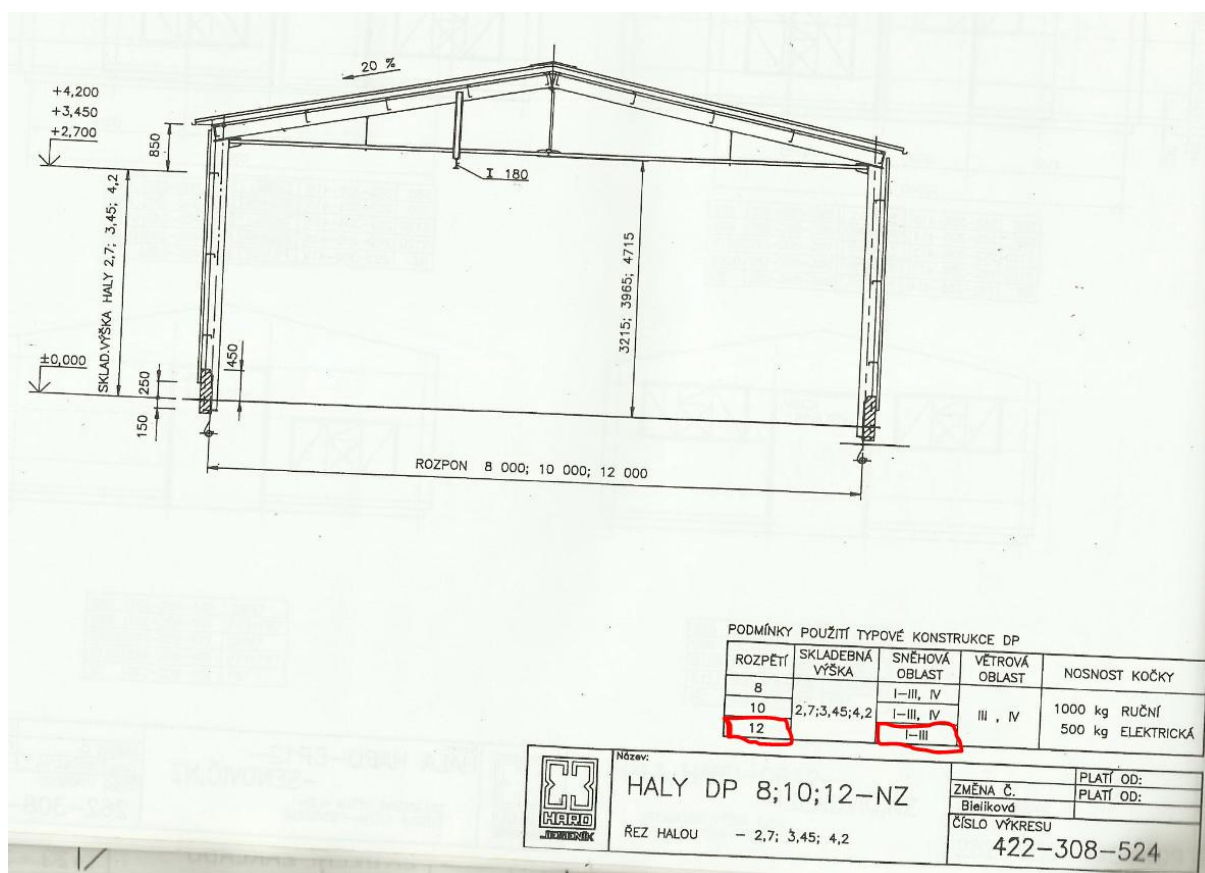 20 %
+4,200
+3,450
+2,700
850
I 180
SKLAD.VÝŠKA HALY 2,7; 3,45; 4,2
3215; 3965; 4715
±0,000
450
250
150
ROZPON 8 000; 10 000; 12 000
PODMÍNKY POUŽITÍ TYPOVÉ KONSTRUKCE DP
ROZPĚTÍ SKLADEBNÁ VÝŠKA SNĚHOVÁ OBLAST VĚTROVÁ OBLAST NOSNOST KOČKY
8 I–III, IV
10 2,7;3,45;4,2 I–III, IV III , IV 1000 kg RUČNÍ
12 I–III 500 kg ELEKTRICKÁ
Název:
HALY DP 8;10;12–NZ
ŘEZ HALOU – 2,7; 3,45; 4,2
HARD
JESENÍK
PLATÍ OD:
ZMĚNA Č. PLATÍ OD:
Bieliková
ČÍSLO VÝKRESU
422–308–524